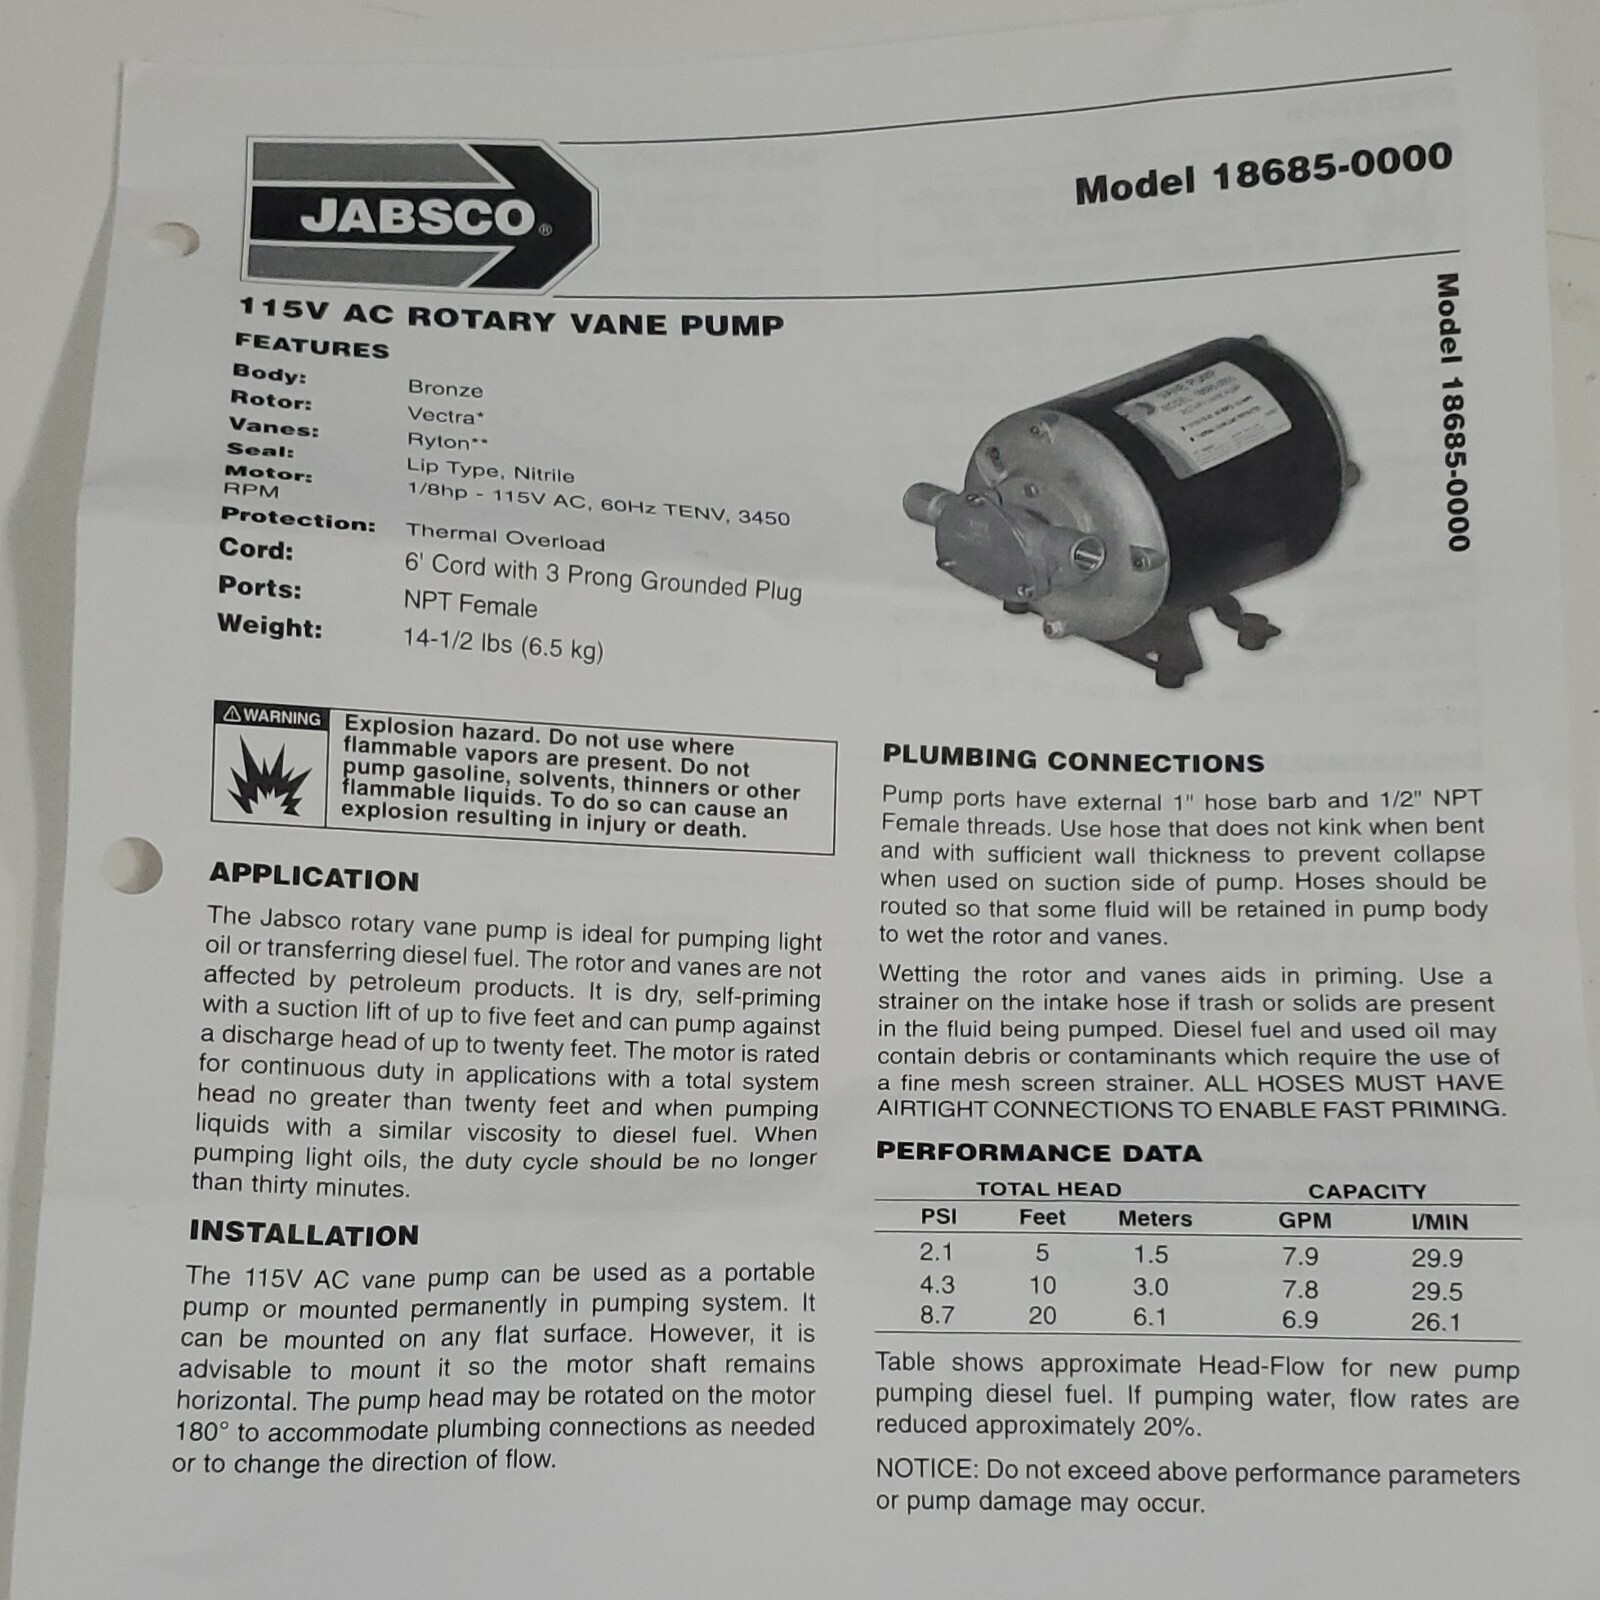 JABSCO®
Model 18685-0000
Model 18685-0000
115V AC ROTARY VANE PUMP
FEATURES
Body: Bronze
Rotor: Vectra*
Vanes: Ryton**
Seal: Lip Type, Nitrile
Motor: 1/8hp - 115V AC, 60Hz TENV, 3450
RPM
Protection: Thermal Overload
Cord: 6' Cord with 3 Prong Grounded Plug
Ports: NPT Female
Weight: 14-1/2 lbs (6.5 kg)
VANE PUMP
WARNING
Explosion hazard. Do not use where
flammable vapors are present. Do not
pump gasoline, solvents, thinners or other
flammable liquids. To do so can cause an
explosion resulting in injury or death.
APPLICATION
The Jabsco rotary vane pump is ideal for pumping light
oil or transferring diesel fuel. The rotor and vanes are not
affected by petroleum products. It is dry, self-priming
with a suction lift of up to five feet and can pump against
a discharge head of up to twenty feet. The motor is rated
for continuous duty in applications with a total system
head no greater than twenty feet and when pumping
liquids with a similar viscosity to diesel fuel. When
pumping light oils, the duty cycle should be no longer
than thirty minutes.
INSTALLATION
The 115V AC vane pump can be used as a portable
pump or mounted permanently in pumping system. It
can be mounted on any flat surface. However, it is
advisable to mount it so the motor shaft remains
horizontal. The pump head may be rotated on the motor
180° to accommodate plumbing connections as needed
or to change the direction of flow.
PLUMBING CONNECTIONS
Pump ports have external 1" hose barb and 1/2" NPT
Female threads. Use hose that does not kink when bent
and with sufficient wall thickness to prevent collapse
when used on suction side of pump. Hoses should be
routed so that some fluid will be retained in pump body
to wet the rotor and vanes.
Wetting the rotor and vanes aids in priming. Use a
strainer on the intake hose if trash or solids are present
in the fluid being pumped. Diesel fuel and used oil may
contain debris or contaminants which require the use of
a fine mesh screen strainer. ALL HOSES MUST HAVE
AIRTIGHT CONNECTIONS TO ENABLE FAST PRIMING.
PERFORMANCE DATA
TOTAL HEAD CAPACITY
PSI Feet Meters GPM l/MIN
2.1 5 1.5 7.9 29.9
4.3 10 3.0 7.8 29.5
8.7 20 6.1 6.9 26.1
Table shows approximate Head-Flow for new pump
pumping diesel fuel. If pumping water, flow rates are
reduced approximately 20%.
NOTICE: Do not exceed above performance parameters
or pump damage may occur.